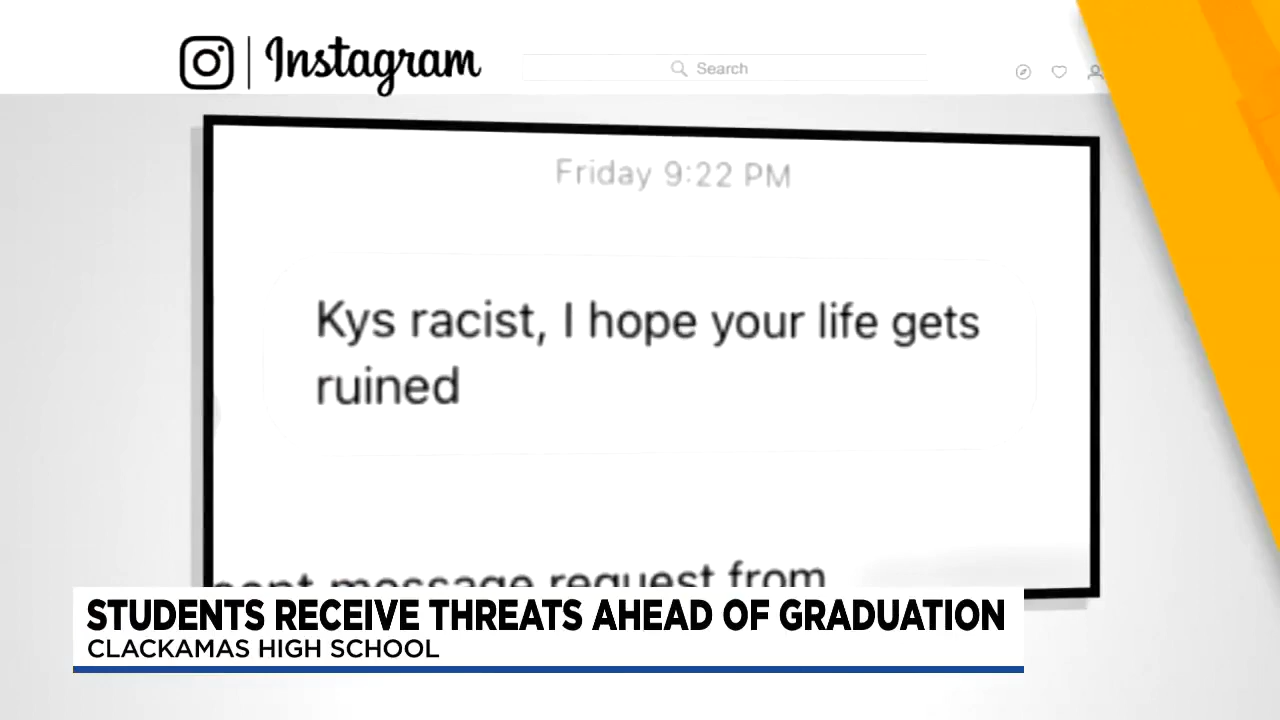 Instagram
Search
Friday 9:22 PM
Kys racist, I hope your life gets
ruined
message request from
STUDENTS RECEIVE THREATS AHEAD OF GRADUATION
CLACKAMAS HIGH SCHOOL